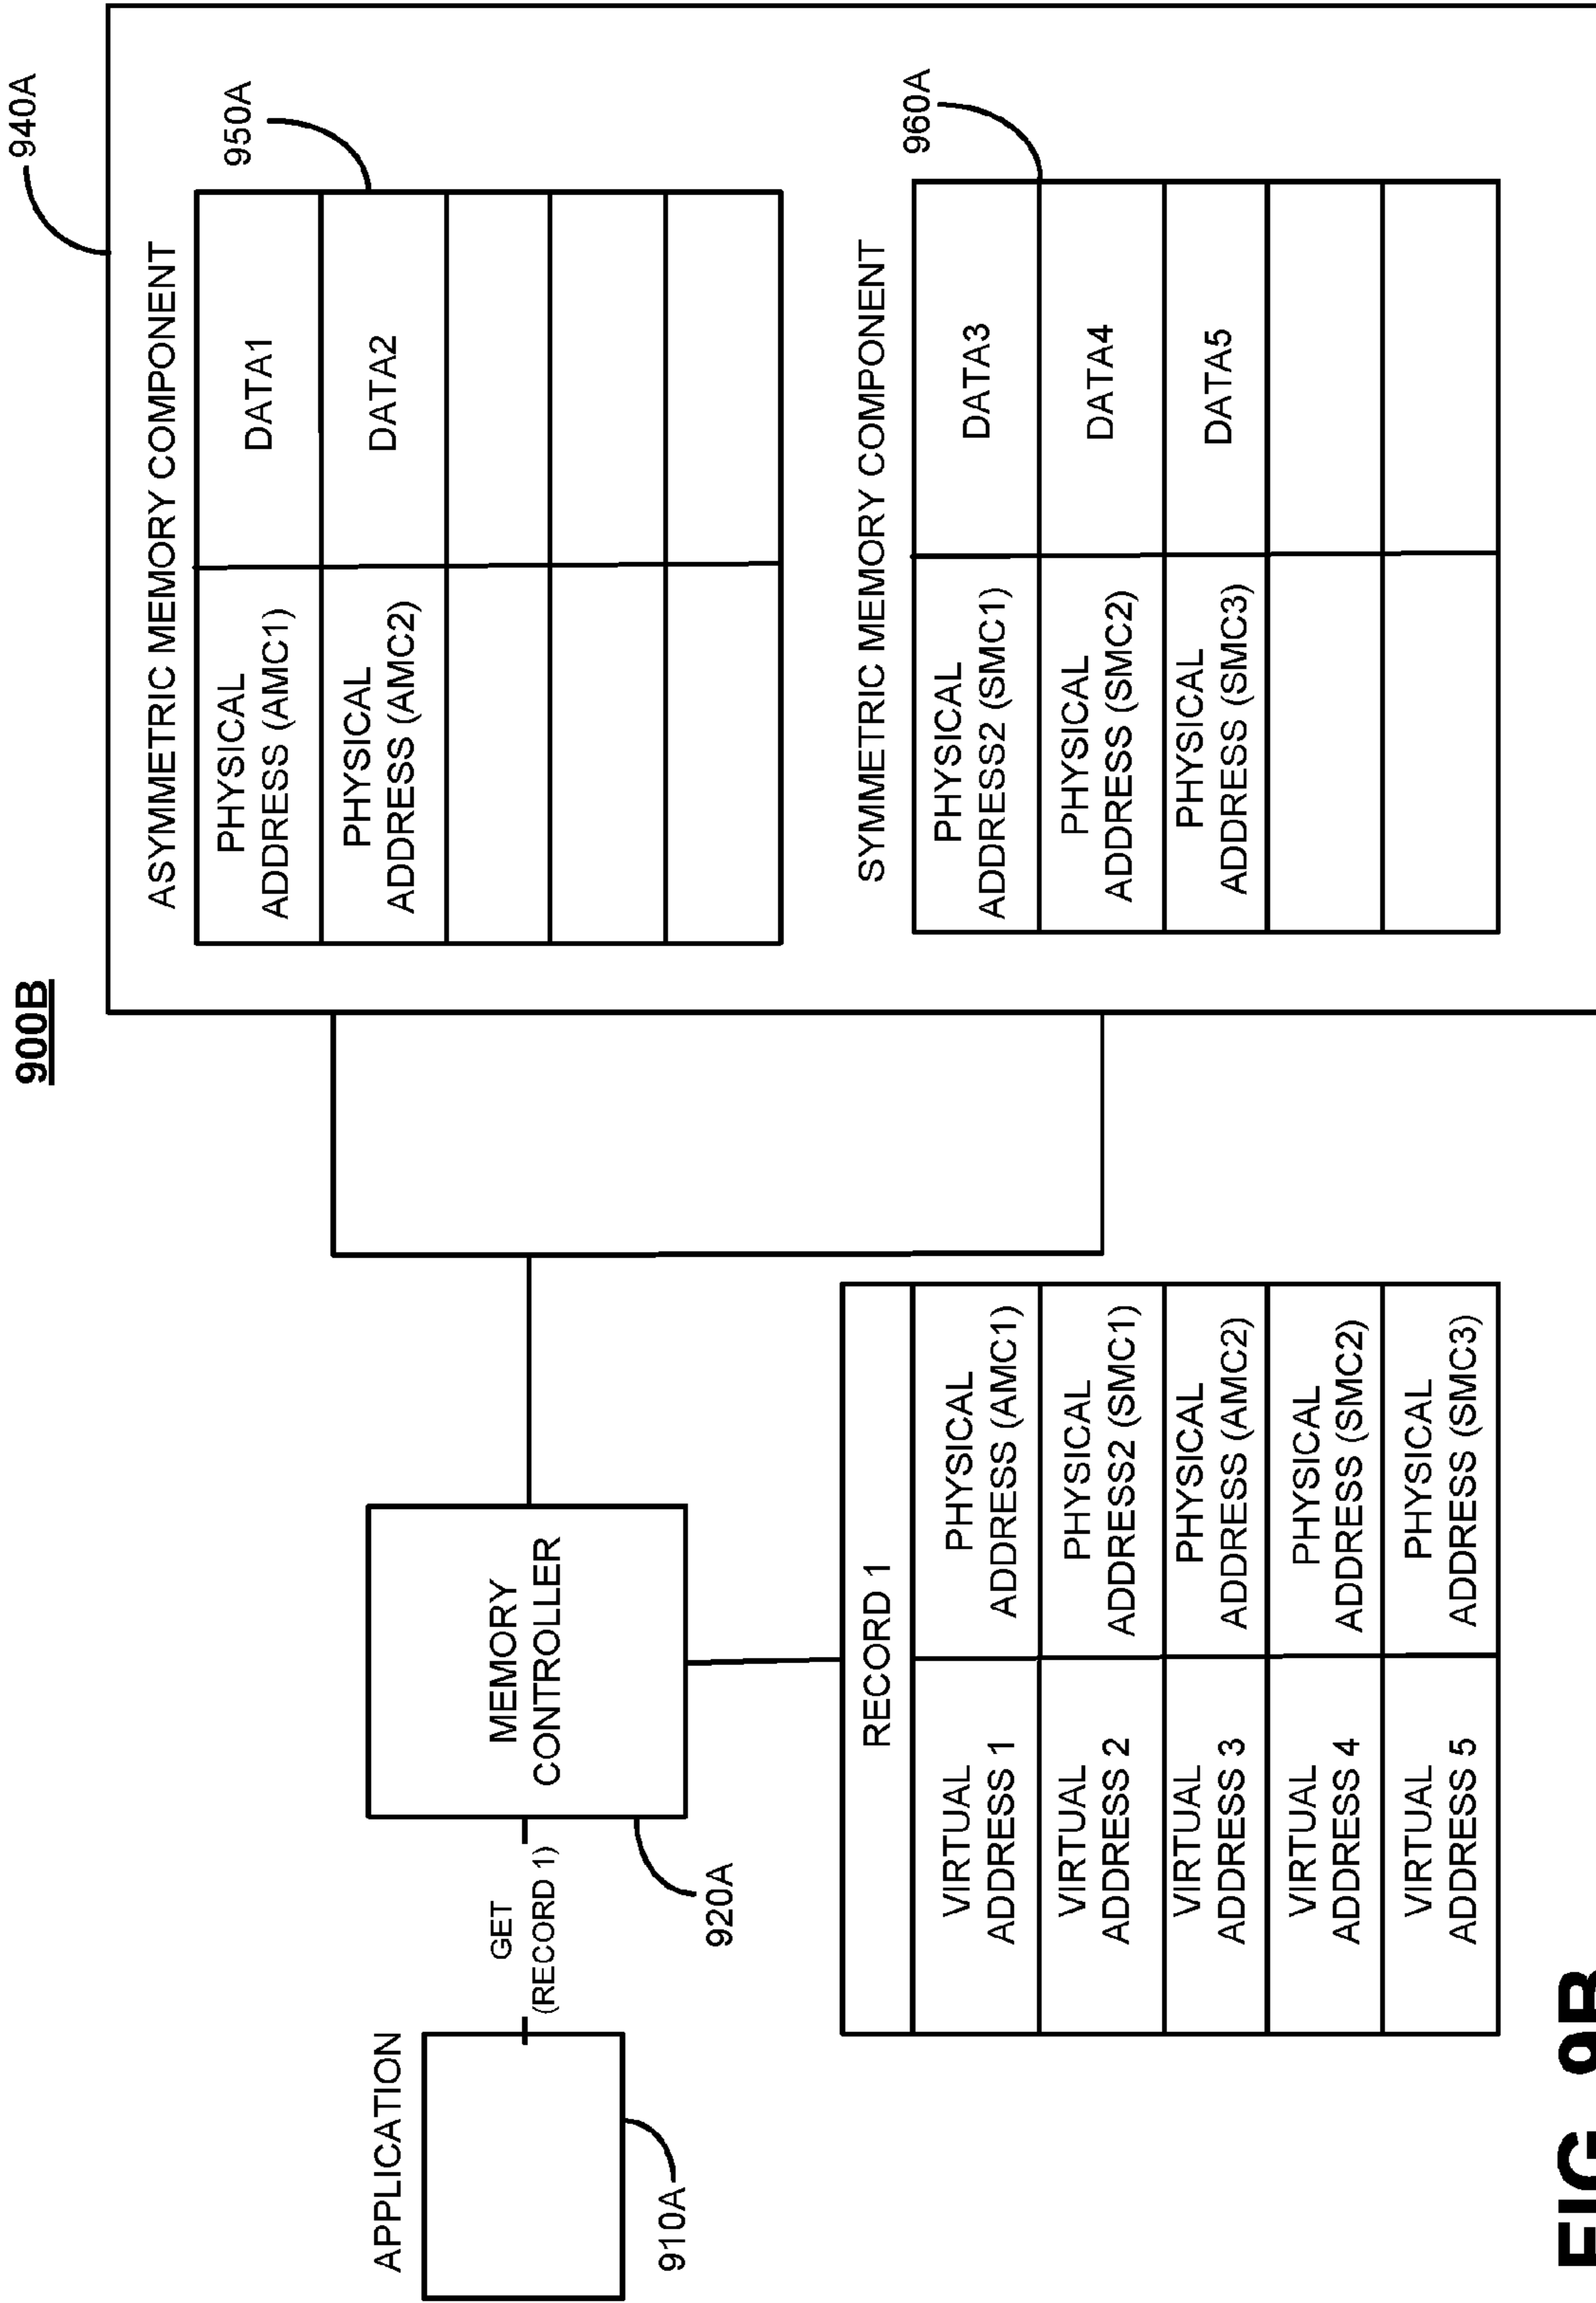 900B
940A
ASYMMETRIC MEMORY COMPONENT
950A
PHYSICAL
ADDRESS (AMC1)
DATA1
PHYSICAL
ADDRESS (AMC2)
DATA2
SYMMETRIC MEMORY COMPONENT
960A
PHYSICAL
ADDRESS2 (SMC1)
DATA3
PHYSICAL
ADDRESS (SMC2)
DATA4
PHYSICAL
ADDRESS (SMC3)
DATA5
APPLICATION
910A
GET
(RECORD 1)
MEMORY
CONTROLLER
920A
RECORD 1
VIRTUAL
ADDRESS 1
PHYSICAL
ADDRESS (AMC1)
VIRTUAL
ADDRESS 2
PHYSICAL
ADDRESS2 (SMC1)
VIRTUAL
ADDRESS 3
PHYSICAL
ADDRESS (AMC2)
VIRTUAL
ADDRESS 4
PHYSICAL
ADDRESS (SMC2)
VIRTUAL
ADDRESS 5
PHYSICAL
ADDRESS (SMC3)
FIG. 9B